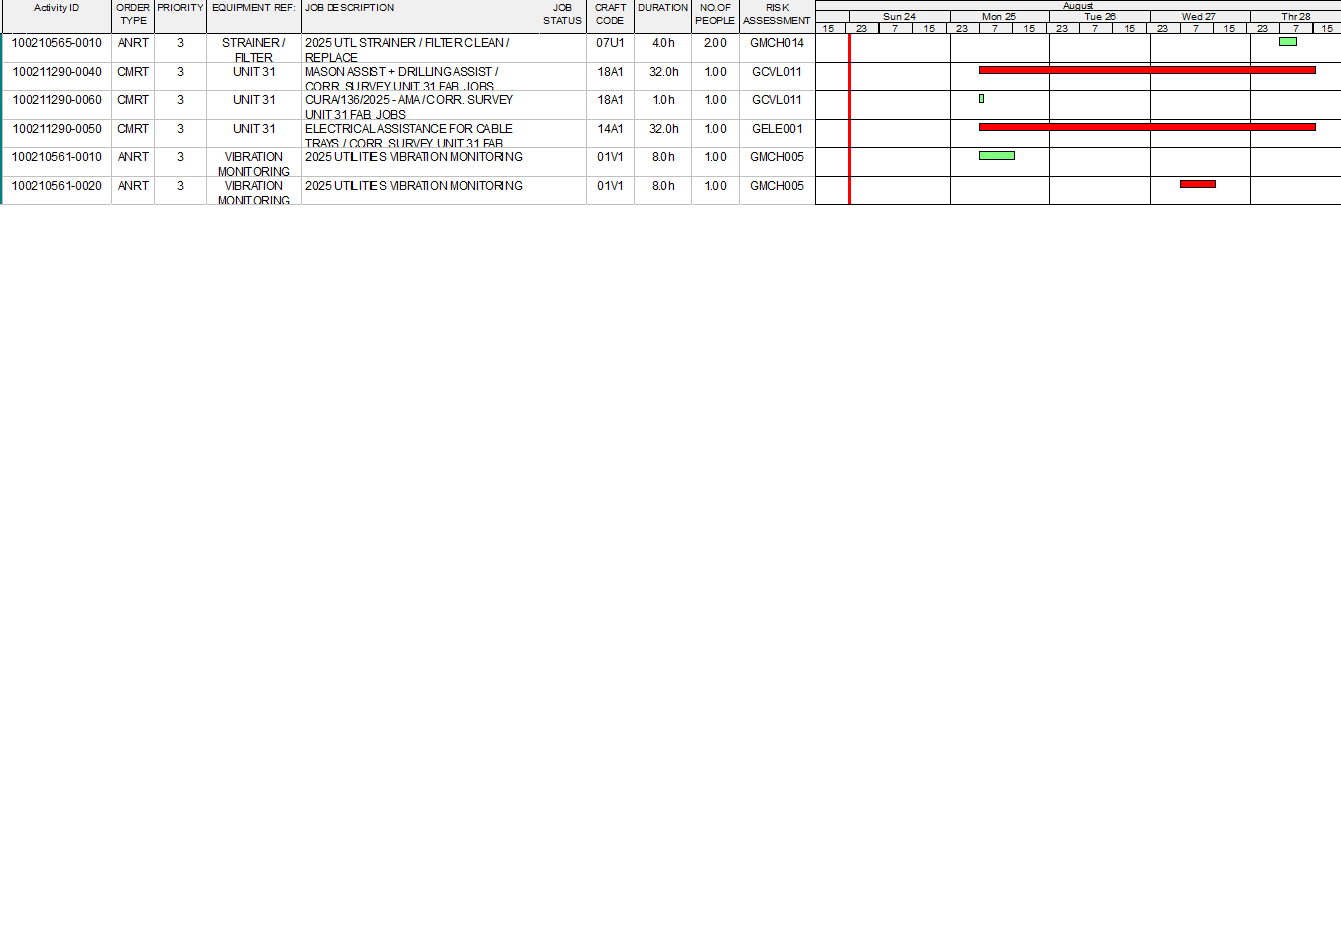 August
Activity ID ORDER TYPE PRIORITY EQUIPMENT REF: JOB DESCRIPTION JOB STATUS CRAFT CODE DURATION NO.OF PEOPLE RISK ASSESSMENT
Sun 24 Mon 25 Tue 26 Wed 27 Thr 28
15 23 7 15 23 7 15 23 7 15 23 7 15 23 7 15
100210565-0010 ANRT 3 STRAINER / 2025 UTL STRAINER / FILTER CLEAN / 07U1 4.0h 2.00 GMCH014
FILTER REPLACE
100211290-0040 CMRT 3 UNIT 31 MASON ASSIST + DRILLING ASSIST / 18A1 32.0h 1.00 GCVL011
CORR. SURVEY UNIT 31 FAB. JOBS
100211290-0060 CMRT 3 UNIT 31 CURA/136/2025 - AMA / CORR. SURVEY 18A1 1.0h 1.00 GCVL011
UNIT 31 FAB. JOBS
100211290-0050 CMRT 3 UNIT 31 ELECTRICAL ASSISTANCE FOR CABLE 14A1 32.0h 1.00 GELE001
TRAYS / CORR. SURVEY UNIT 31 FAB
100210561-0010 ANRT 3 VIBRATION 2025 UTILITIES VIBRATION MONITORING 01V1 8.0h 1.00 GMCH005
MONITORING
100210561-0020 ANRT 3 VIBRATION 2025 UTILITIES VIBRATION MONITORING 01V1 8.0h 1.00 GMCH005
MONITORING